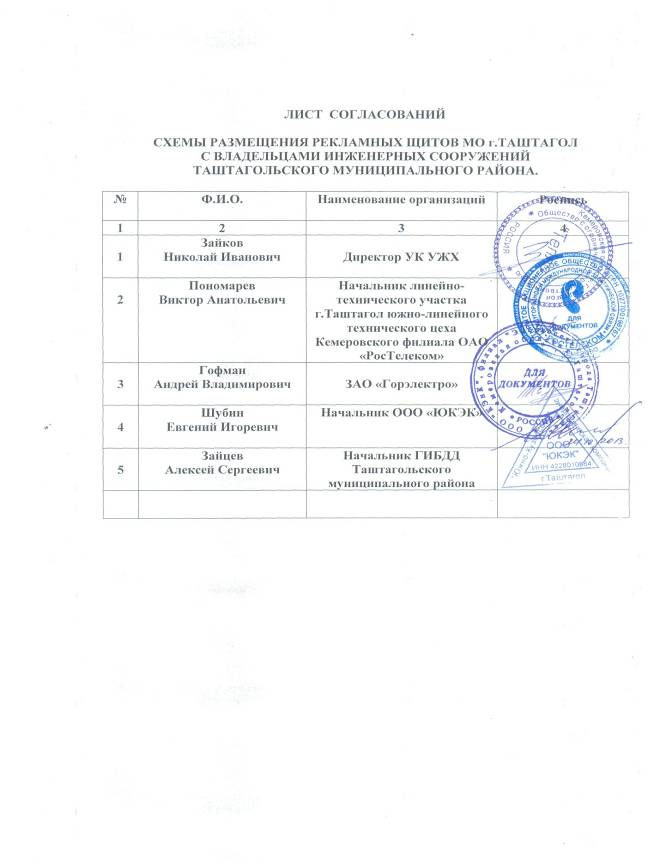 ЛИСТ СОГЛАСОВАНИЙ
СХЕМЫ РАЗМЕЩЕНИЯ РЕКЛАМНЫХ ЩИТОВ МО г.ТАШТАГОЛ
С ВЛАДЕЛЬЦАМИ ИНЖЕНЕРНЫХ СООРУЖЕНИЙ
ТАШТАГОЛЬСКОГО МУНИЦИПАЛЬНОГО РАЙОНА.
№ Ф.И.О. Наименование организаций Роспись
1 2 3 4
1 Зайков
Николай Иванович Директор УК УЖХ
2 Пономарев
Виктор Анатольевич Начальник линейно-
технического участка
г.Таштагол южно-линейного
технического цеха
Кемеровского филиала ОАО
«РосТелеком»
3 Гофман
Андрей Владимирович ЗАО «Горэлектро»
4 Шубин
Евгений Игоревич Начальник ООО «ЮКЭК»
5 Зайцев
Алексей Сергеевич Начальник ГИБДД
Таштагольского
муниципального района
РОССИЯ
ДЛЯ
ДОКУМЕНТОВ
ДЛЯ
ДОКУМЕНТОВ
РОССИЯ
ООО
"ЮКЭК"
г.Таштагол